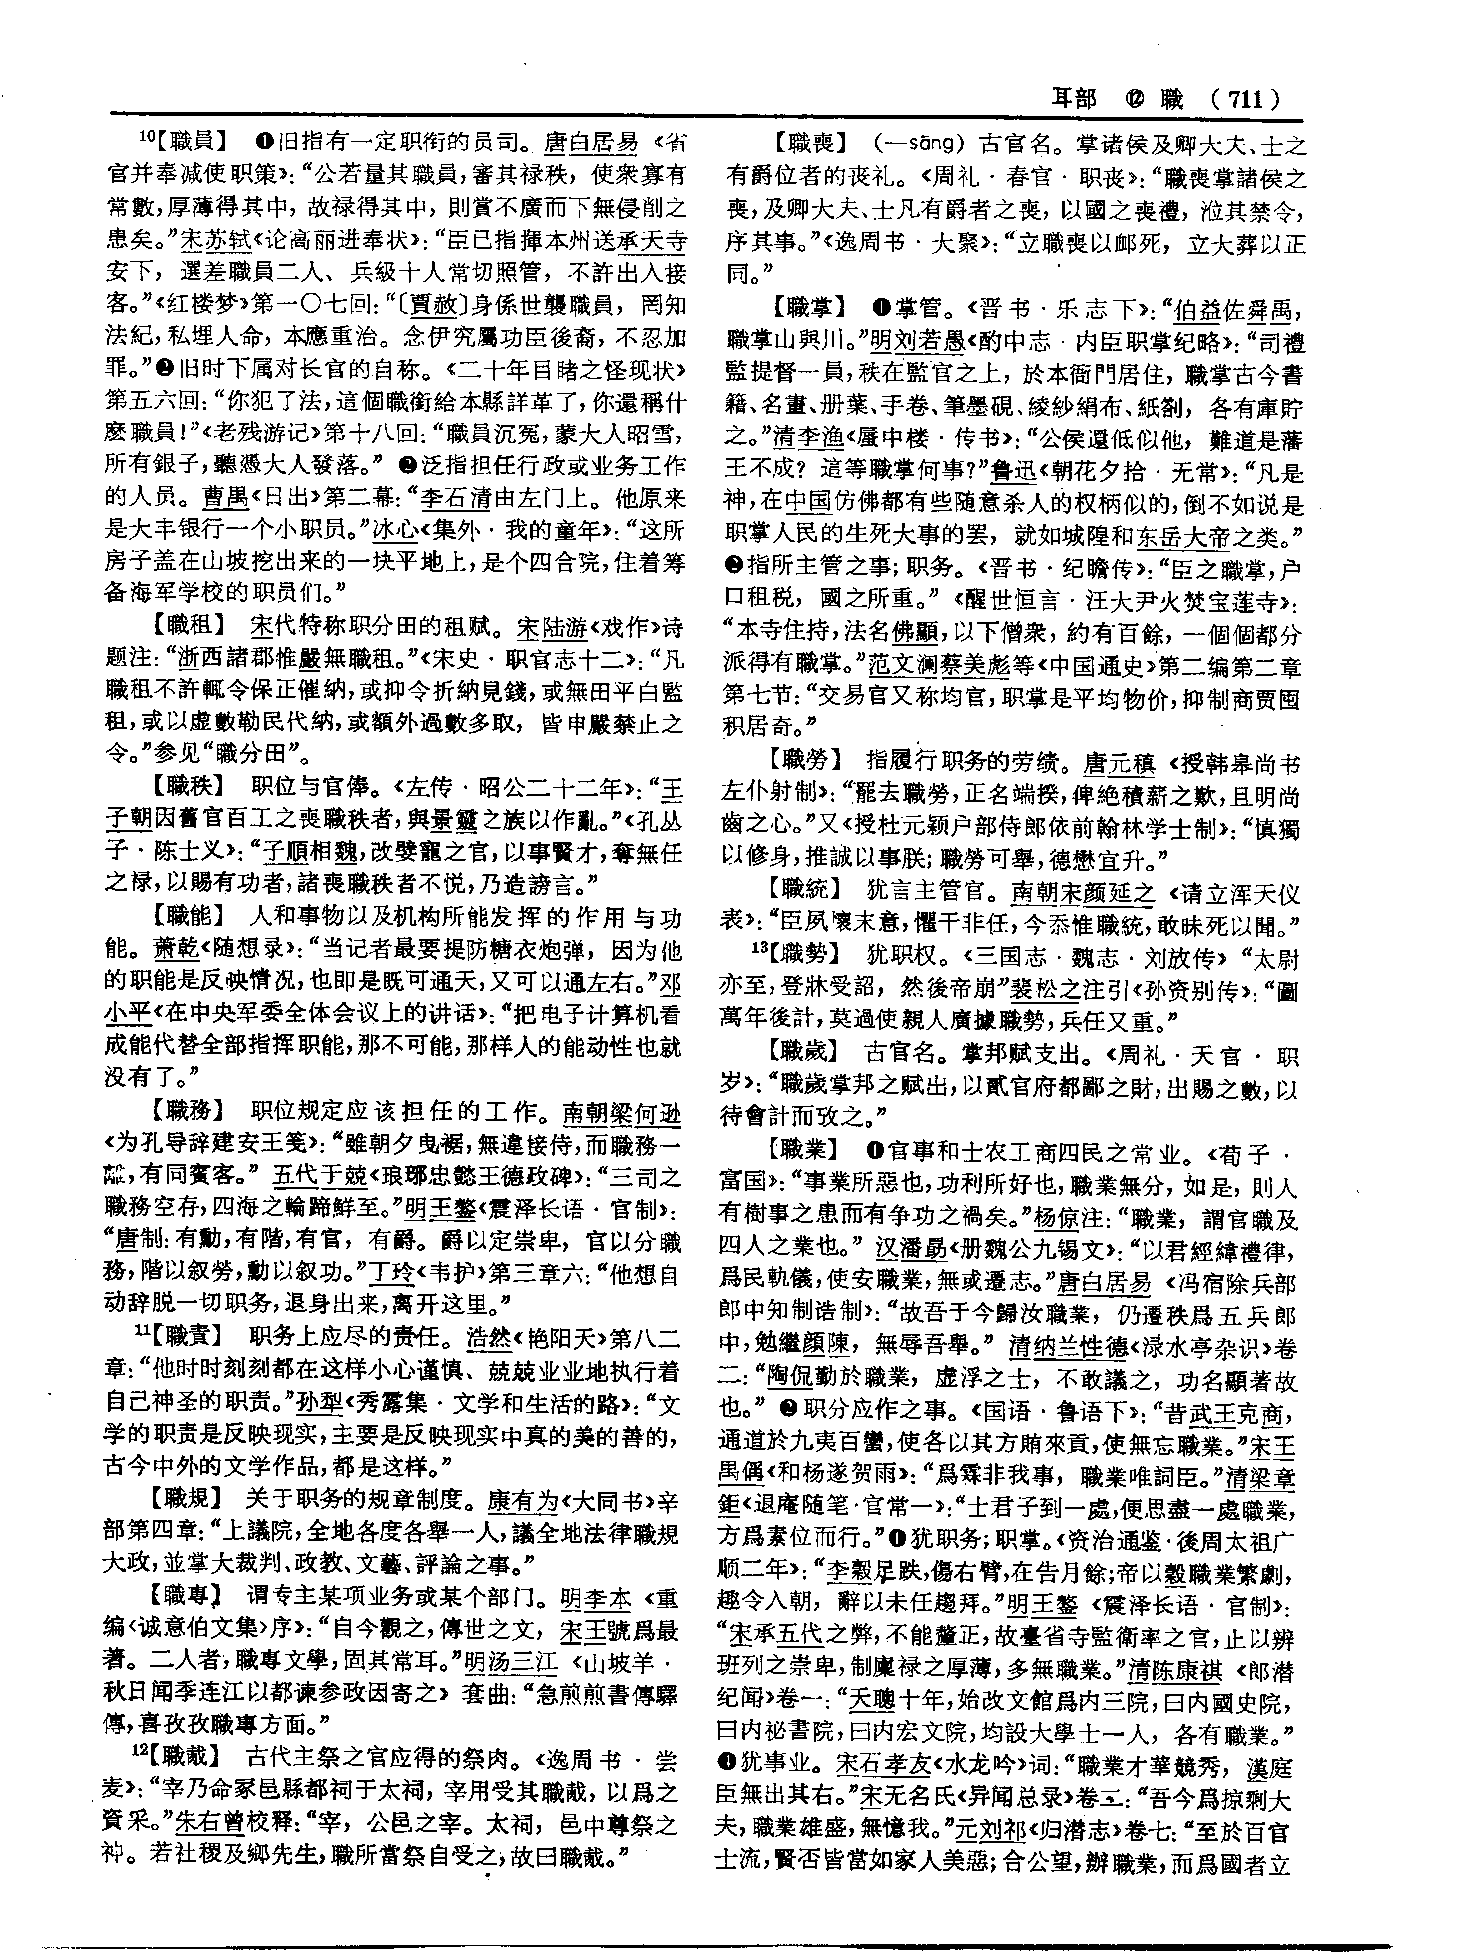 耳部 ⑫ 職 (711)
10【職員】 ❶旧指有一定职衔的员司。唐白居易《省
官并奉减使职策》：“公若量其職員，審其禄秩，使衆寡有
常數，厚薄得其中，故禄得其中，則賞不廣而下無侵削之
患矣。”宋苏轼《论高丽进奉状》：“臣已指揮本州送承天寺
安下，選差職員二人、兵級十人常切照管，不許出入接
客。”《红楼梦》第一〇七回：“〔賈赦〕身係世襲職員，罔知
法紀，私埋人命，本應重治。念伊究屬功臣後裔，不忍加
罪。”❷旧时下属对长官的自称。《二十年目睹之怪现状》
第五六回：“你犯了法，這個職銜給本縣詳革了，你還稱什
麽職員！”《老残游记》第十八回：“職員沉冤，蒙大人昭雪，
所有銀子，聽憑大人發落。” ❸泛指担任行政或业务工作
的人员。曹禺《日出》第二幕：“李石清由左门上。他原来
是大丰银行一个小职员。”冰心《集外·我的童年》：“这所
房子盖在山坡挖出来的一块平地上，是个四合院，住着筹
备海军学校的职员们。”
【職租】 宋代特称职分田的租赋。宋陆游《戏作》诗
题注：“浙西諸郡惟嚴無職租。”《宋史·职官志十二》：“凡
職租不許輒令保正催納，或抑令折納見錢，或無田平白監
租，或以虚數勒民代納，或額外過數多取，皆申嚴禁止之
令。”参见“職分田”。
【職秩】 职位与官俸。《左传·昭公二十二年》：“王
子朝因舊官百工之喪職秩者，與景靈之族以作亂。”《孔丛
子·陈士义》：“子順相魏，改嬖寵之官，以事賢才，奪無任
之禄，以賜有功者，諸喪職秩者不悦，乃造謗言。”
【職能】 人和事物以及机构所能发挥的作用与功
能。萧乾《随想录》：“当记者最要提防糖衣炮弹，因为他
的职能是反映情况，也即是既可通天，又可以通左右。”邓
小平《在中央军委全体会议上的讲话》：“把电子计算机看
成能代替全部指挥职能，那不可能，那样人的能动性也就
没有了。”
【職務】 职位规定应该担任的工作。南朝梁何逊
《为孔导辞建安王笺》：“雖朝夕曳裾，無違接侍，而職務一
離，有同賓客。” 五代于兢《琅琊忠懿王德政碑》：“三司之
職務空存，四海之輪蹄鮮至。”明王鏊《震泽长语·官制》：
“唐制：有勳，有階，有官，有爵。爵以定崇卑，官以分職
務，階以叙勞，勳以叙功。”丁玲《韦护》第三章六：“他想自
动辞脱一切职务，退身出来，离开这里。”
11【職責】 职务上应尽的责任。浩然《艳阳天》第八二
章：“他时时刻刻都在这样小心谨慎、兢兢业业地执行着
自己神圣的职责。”孙犁《秀露集·文学和生活的路》：“文
学的职责是反映现实，主要是反映现实中真的美的善的，
古今中外的文学作品，都是这样。”
【職規】 关于职务的规章制度。康有为《大同书》辛
部第四章：“上議院，全地各度各舉一人，議全地法律職規
大政，並掌大裁判、政教、文藝、評論之事。”
【職專】 谓专主某项业务或某个部门。明李本《重
编〈诚意伯文集〉序》：“自今觀之，傳世之文，宋王號爲最
著。二人者，職專文學，固其常耳。”明汤三江《山坡羊·
秋日闻季连江以都谏参政因寄之》套曲：“急煎煎書傳驛
傳，喜孜孜職專方面。”
12【職胾】 古代主祭之官应得的祭肉。《逸周书·尝
麦》：“宰乃命冢邑縣都祠于太祠，宰用受其職胾，以爲之
資采。”朱右曾校释：“宰，公邑之宰。太祠，邑中尊祭之
神。若社稷及鄉先生，職所當祭自受之，故曰職胾。”
【職喪】 (—sāng) 古官名。掌诸侯及卿大夫、士之
有爵位者的丧礼。《周礼·春官·职丧》：“職喪掌諸侯之
喪，及卿大夫、士凡有爵者之喪，以國之喪禮，涖其禁令，
序其事。”《逸周书·大聚》：“立職喪以卹死，立大葬以正
同。”
【職掌】 ❶掌管。《晋书·乐志下》：“伯益佐舜禹，
職掌山與川。”明刘若愚《酌中志·内臣职掌纪略》：“司禮
監提督一員，秩在監官之上，於本衙門居住，職掌古今書
籍、名畫、册葉、手卷、筆墨硯、綾紗絹布、紙劄，各有庫貯
之。”清李渔《蜃中楼·传书》：“公侯還低似他，難道是藩
王不成？這等職掌何事？”鲁迅《朝花夕拾·无常》：“凡是
神，在中国仿佛都有些随意杀人的权柄似的，倒不如说是
职掌人民的生死大事的罢，就如城隍和东岳大帝之类。”
❷指所主管之事；职务。《晋书·纪瞻传》：“臣之職掌，户
口租税，國之所重。” 《醒世恒言·汪大尹火焚宝莲寺》：
“本寺住持，法名佛顯，以下僧衆，約有百餘，一個個都分
派得有職掌。”范文澜蔡美彪等《中国通史》第二编第二章
第七节：“交易官又称均官，职掌是平均物价，抑制商贾囤
积居奇。”
【職勞】 指履行职务的劳绩。唐元稹《授韩皋尚书
左仆射制》：“罷去職勞，正名端揆，俾絶積薪之歎，且明尚
齒之心。”又《授杜元颖户部侍郎依前翰林学士制》：“慎獨
以修身，推誠以事朕；職勞可舉，德懋宜升。”
【職統】 犹言主管官。南朝宋颜延之《请立浑天仪
表》：“臣夙懷末意，懼干非任，今忝惟職統，敢昧死以聞。”
13【職勢】 犹职权。《三国志·魏志·刘放传》“太尉
亦至，登牀受詔，然後帝崩”裴松之注引《孙资别传》：“圖
萬年後計，莫過使親人廣據職勢，兵任又重。”
【職歲】 古官名。掌邦赋支出。《周礼·天官·职
岁》：“職歲掌邦之赋出，以貳官府都鄙之財，出賜之數，以
待會計而攷之。”
【職業】 ❶官事和士农工商四民之常业。《荀子·
富国》：“事業所惡也，功利所好也，職業無分，如是，則人
有樹事之患而有争功之禍矣。”杨倞注：“職業，謂官職及
四人之業也。” 汉潘勗《册魏公九锡文》：“以君經緯禮律，
爲民軌儀，使安職業，無或遷志。”唐白居易《冯宿除兵部
郎中知制诰制》：“故吾于今歸汝職業，仍遷秩爲五兵郎
中，勉繼顔陳，無辱吾舉。” 清纳兰性德《渌水亭杂识》卷
二：“陶侃勤於職業，虚浮之士，不敢議之，功名顯著故
也。” ❷职分应作之事。《国语·鲁语下》：“昔武王克商，
通道於九夷百蠻，使各以其方賄來貢，使無忘職業。”宋王
禹偁《和杨遂贺雨》：“爲霖非我事，職業唯詞臣。”清梁章
鉅《退庵随笔·官常一》：“士君子到一處，便思盡一處職業，
方爲素位而行。”❸犹职务；职掌。《资治通鉴·後周太祖广
顺二年》：“李穀足跌，傷右臂，在告月餘；帝以穀職業繁劇，
趣令入朝，辭以未任趨拜。”明王鏊《震泽长语·官制》：
“宋承五代之弊，不能釐正，故臺省寺監衛率之官，止以辨
班列之崇卑，制廩禄之厚薄，多無職業。”清陈康祺《郎潜
纪闻》卷一：“天聰十年，始改文館爲内三院，曰内國史院，
曰内祕書院，曰内宏文院，均設大學士一人，各有職業。”
❹犹事业。宋石孝友《水龙吟》词：“職業才華競秀，漢庭
臣無出其右。”宋无名氏《异闻总录》卷三：“吾今爲掠剩大
夫，職業雄盛，無憶我。”元刘祁《归潜志》卷七：“至於百官
士流，賢否皆當如家人美惡；合公望，辦職業，而爲國者立